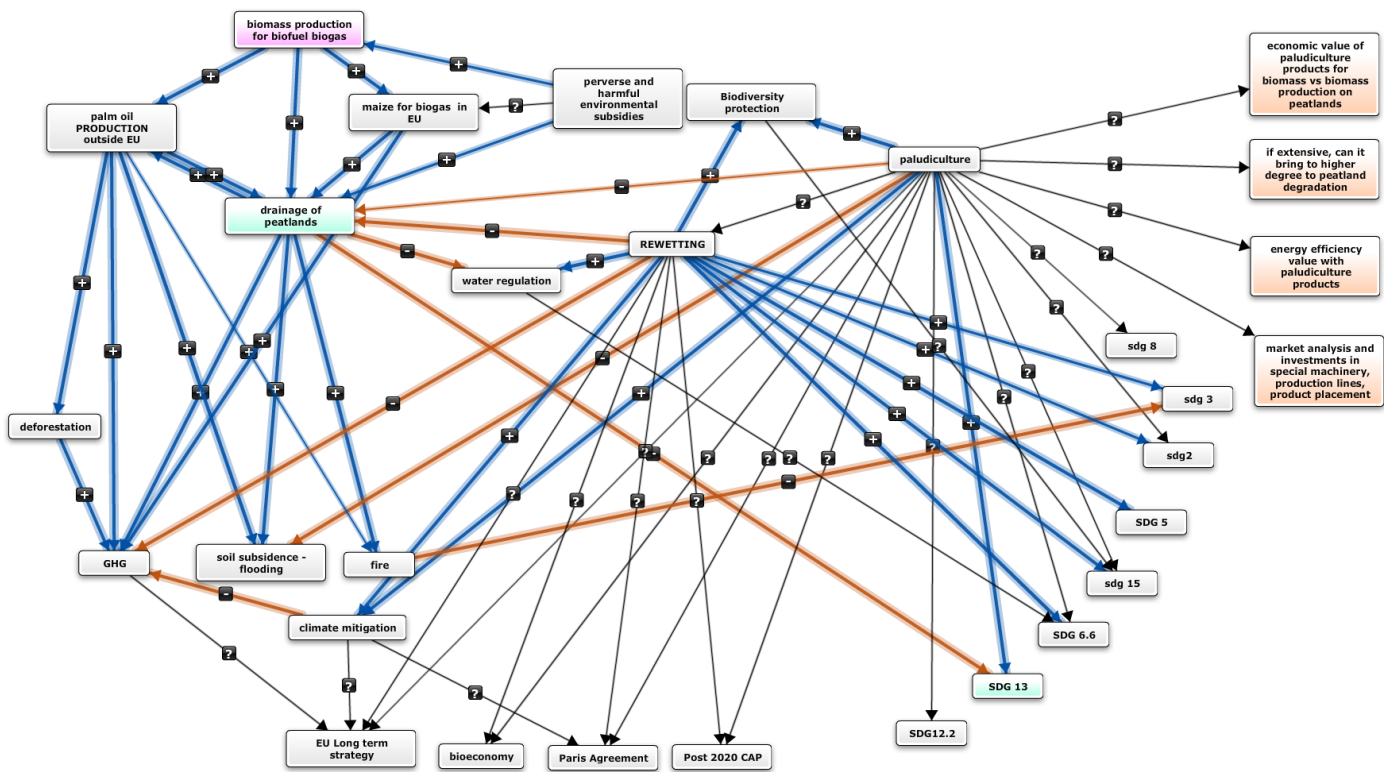 biomass production
for biofuel biogas
economic value of
paludiculture
products for
biomass vs biomass
production on
peatlands
perverse and
harmful
environmental
subsidies
Biodiversity
protection
palm oil
PRODUCTION
outside EU
maize for biogas in
EU
paludiculture
if extensive, can it
bring to higher
degree to peatland
degradation
drainage of
peatlands
REWETTING
energy efficiency
value with
paludiculture
products
water regulation
sdg 8
market analysis and
investments in
special machinery,
production lines,
product placement
sdg 3
deforestation
sdg2
SDG 5
GHG
soil subsidence -
flooding
fire
sdg 15
climate mitigation
SDG 6.6
SDG 13
EU Long term
strategy
bioeconomy
Paris Agreement
Post 2020 CAP
SDG12.2